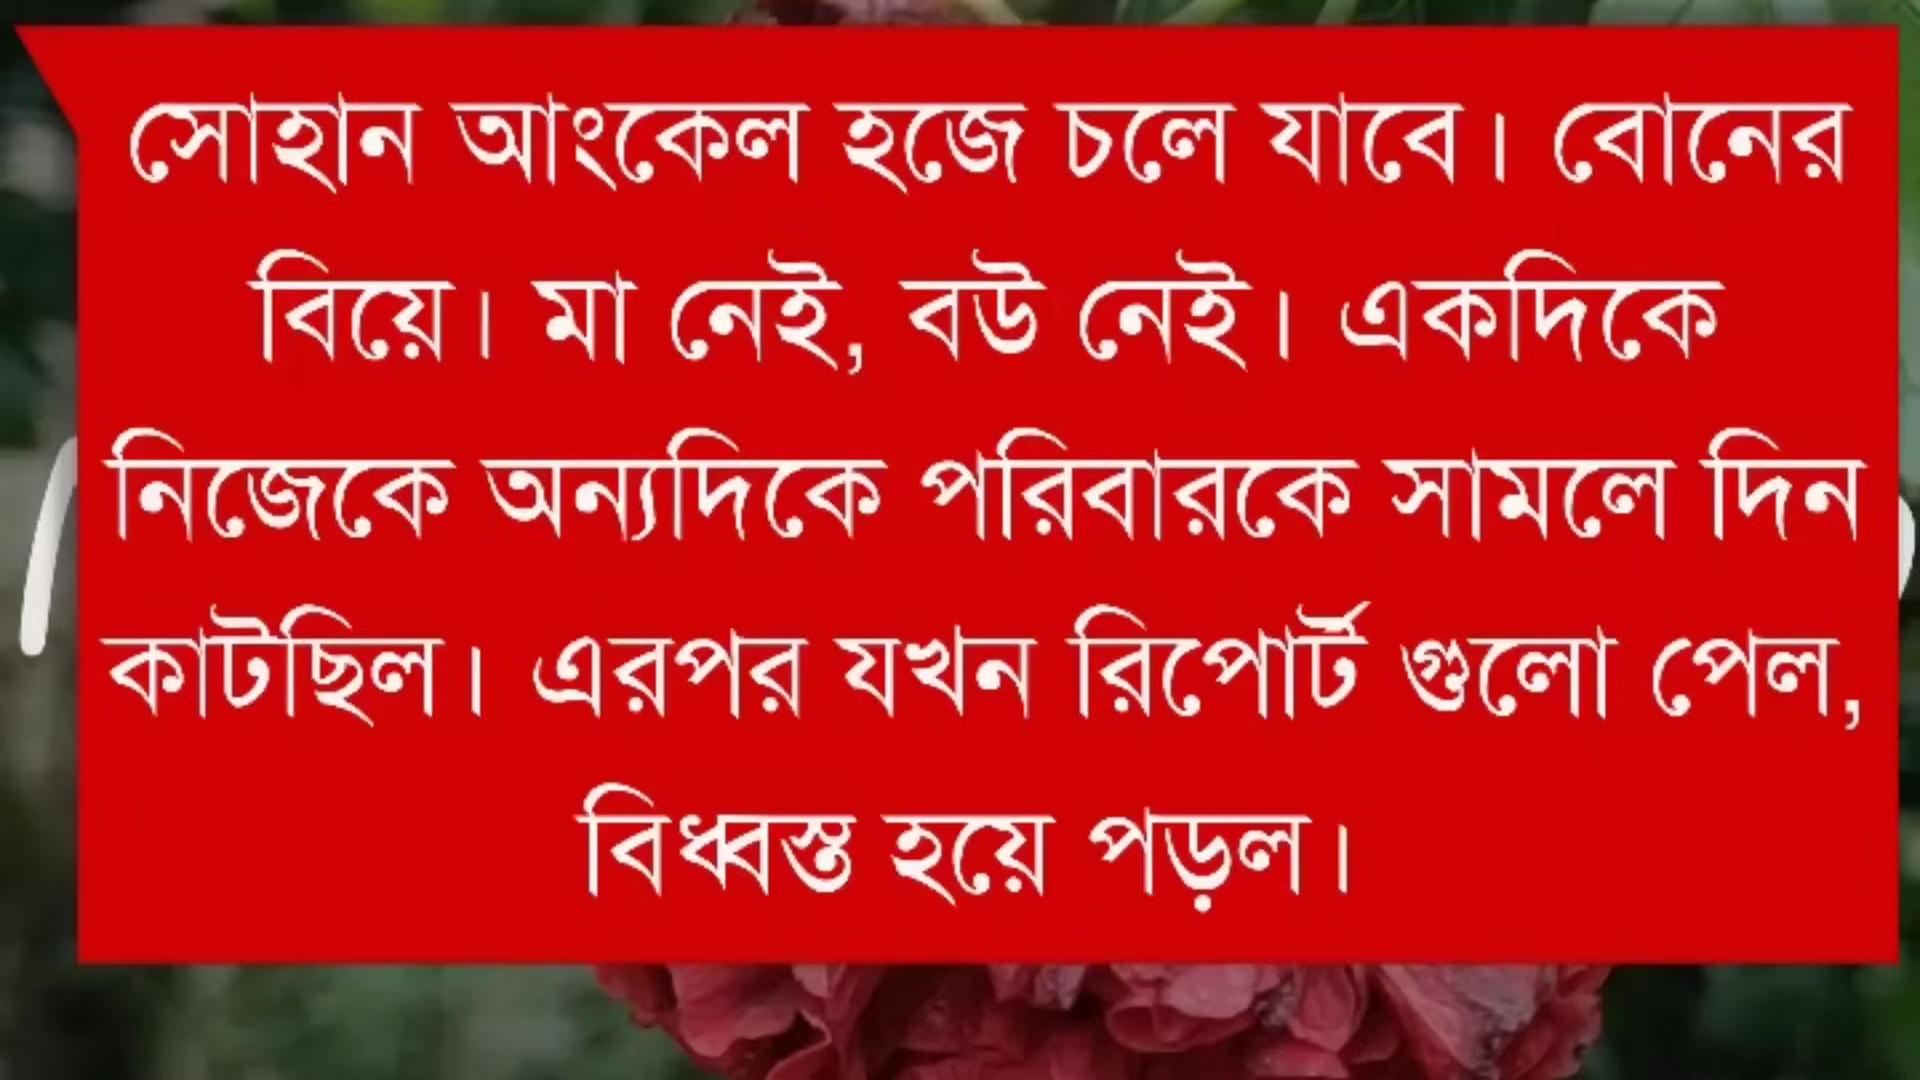 সোহান আংকেল হজে চলে যাবে। বোনের
বিয়ে। মা নেই, বউ নেই। একদিকে
নিজেকে অন্যদিকে পরিবারকে সামলে দিন
কাটছিল। এরপর যখন রিপোর্ট গুলো পেল,
বিধ্বস্ত হয়ে পড়ল।